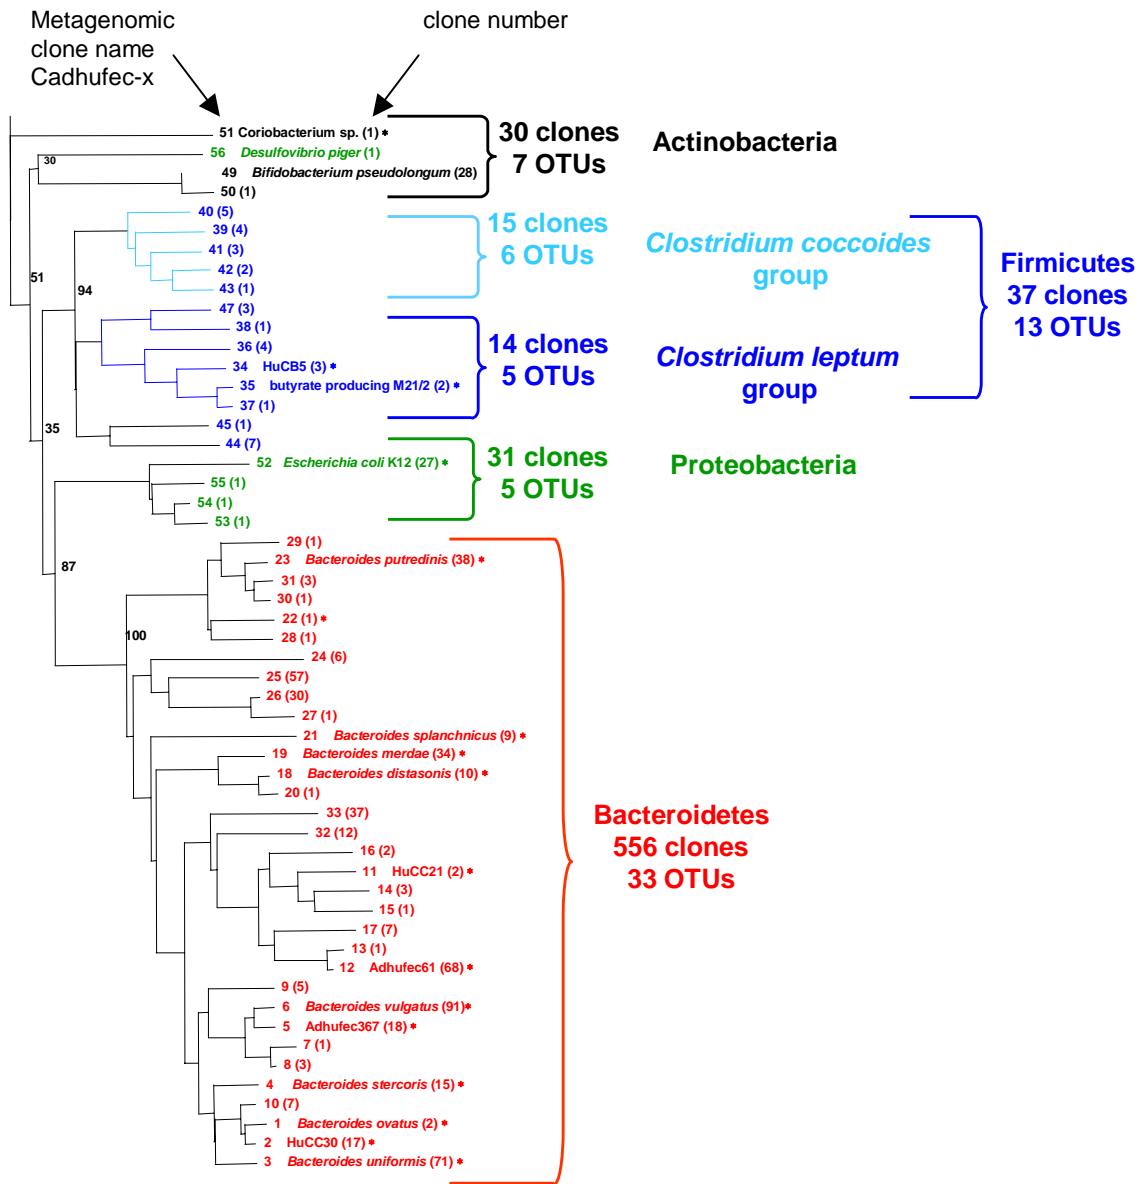 Metagenomic
clone name
Cadhufec-x
clone number
51 Coriobacterium sp. (1) *
56 Desulfovibrio piger (1)
30
49 Bifidobacterium pseudolongum (28)
50 (1)
30 clones
7 OTUs
Actinobacteria
40 (5)
39 (4)
41 (3)
42 (2)
43 (1)
15 clones
6 OTUs
Clostridium coccoides
group
51
94
47 (3)
38 (1)
36 (4)
34 HuCB5 (3) *
35 butyrate producing M21/2 (2) *
37 (1)
14 clones
5 OTUs
Clostridium leptum
group
Firmicutes
37 clones
13 OTUs
35
45 (1)
44 (7)
52 Escherichia coli K12 (27) *
55 (1)
54 (1)
53 (1)
31 clones
5 OTUs
Proteobacteria
87
29 (1)
23 Bacteroides putredinis (38) *
31 (3)
30 (1)
22 (1) *
28 (1)
100
24 (6)
25 (57)
26 (30)
27 (1)
21 Bacteroides splanchnicus (9) *
19 Bacteroides merdae (34) *
18 Bacteroides distasonis (10) *
20 (1)
33 (37)
32 (12)
16 (2)
11 HuCC21 (2) *
14 (3)
15 (1)
17 (7)
13 (1)
12 Adhufec61 (68) *
9 (5)
6 Bacteroides vulgatus (91) *
5 Adhufec367 (18) *
7 (1)
8 (3)
4 Bacteroides stercoris (15) *
10 (7)
1 Bacteroides ovatus (2) *
2 HuCC30 (17) *
3 Bacteroides uniformis (71) *
Bacteroidetes
556 clones
33 OTUs